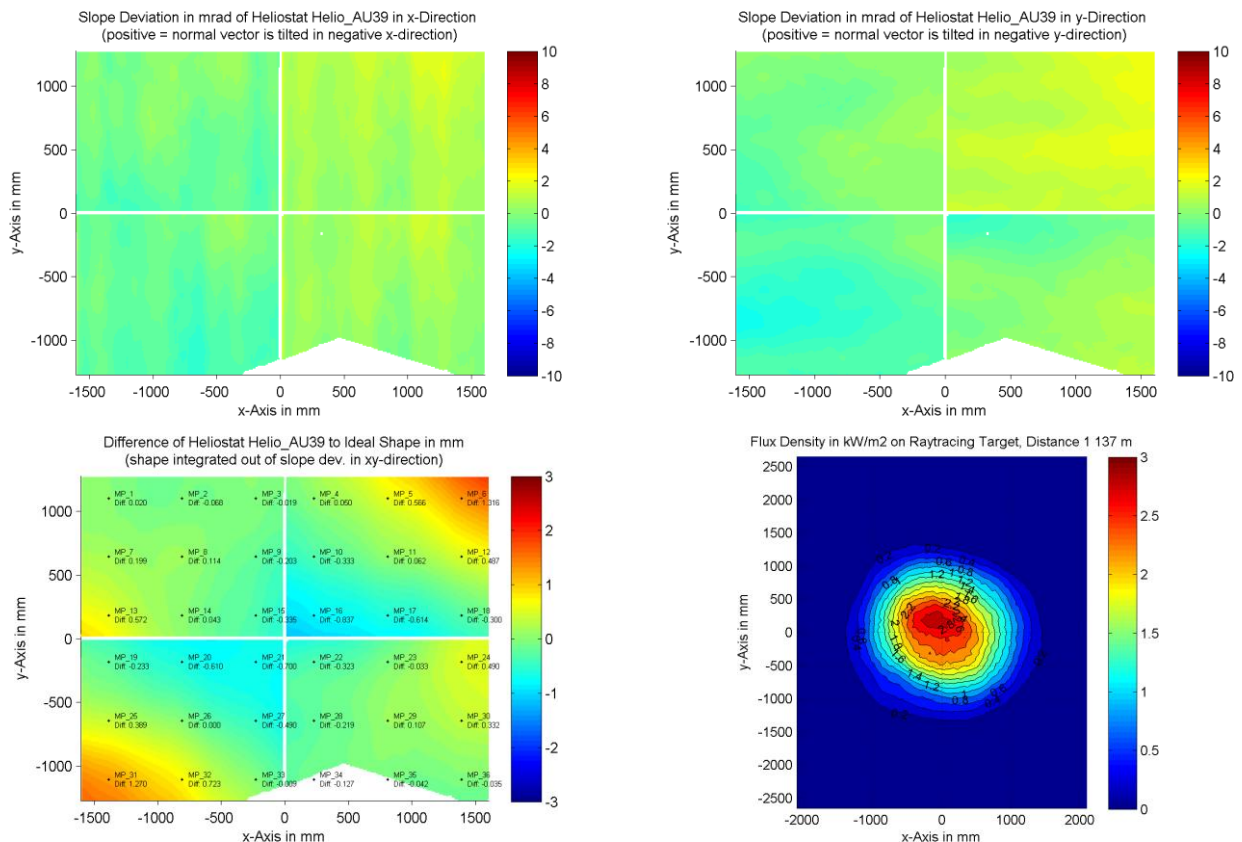 Slope Deviation in mrad of Heliostat Helio_AU39 in x-Direction
(positive = normal vector is tilted in negative x-direction)
1000
500
0
-500
-1000
y-Axis in mm
-1500 -1000 -500 0 500 1000 1500
x-Axis in mm
10
8
6
4
2
0
-2
-4
-6
-8
-10
Slope Deviation in mrad of Heliostat Helio_AU39 in y-Direction
(positive = normal vector is tilted in negative y-direction)
1000
500
0
-500
-1000
y-Axis in mm
-1500 -1000 -500 0 500 1000 1500
x-Axis in mm
10
8
6
4
2
0
-2
-4
-6
-8
-10
Difference of Heliostat Helio_AU39 to Ideal Shape in mm
(shape integrated out of slope dev. in xy-direction)
MP_1 MP_2 MP_3 MP_4 MP_5 MP_6
Diff: 0.020 Diff: -0.068 Diff: -0.019 Diff: 0.050 Diff: 0.566 Diff: 1.316
MP_7 MP_8 MP_9 MP_10 MP_11 MP_12
Diff: 0.199 Diff: 0.114 Diff: -0.203 Diff: -0.333 Diff: 0.062 Diff: 0.487
MP_13 MP_14 MP_15 MP_16 MP_17 MP_18
Diff: 0.572 Diff: 0.043 Diff: -0.335 Diff: -0.837 Diff: -0.614 Diff: -0.300
MP_19 MP_20 MP_21 MP_22 MP_23 MP_24
Diff: -0.233 Diff: -0.610 Diff: -0.700 Diff: -0.323 Diff: -0.033 Diff: 0.490
MP_25 MP_26 MP_27 MP_28 MP_29 MP_30
Diff: 0.389 Diff: 0.000 Diff: -0.490 Diff: -0.219 Diff: 0.107 Diff: 0.332
MP_31 MP_32 MP_33 MP_34 MP_35 MP_36
Diff: 1.270 Diff: 0.723 Diff: Diff: -0.127 Diff: -0.042 Diff: -0.035
1000
500
0
-500
-1000
y-Axis in mm
-1500 -1000 -500 0 500 1000 1500
x-Axis in mm
3
2
1
0
-1
-2
-3
Flux Density in kW/m2 on Raytracing Target, Distance 1 137 m
2500
2000
1500
1000
500
0
-500
-1000
-1500
-2000
-2500
y-Axis in mm
-2000 -1000 0 1000 2000
x-Axis in mm
3
2.5
2
1.5
1
0.5
0